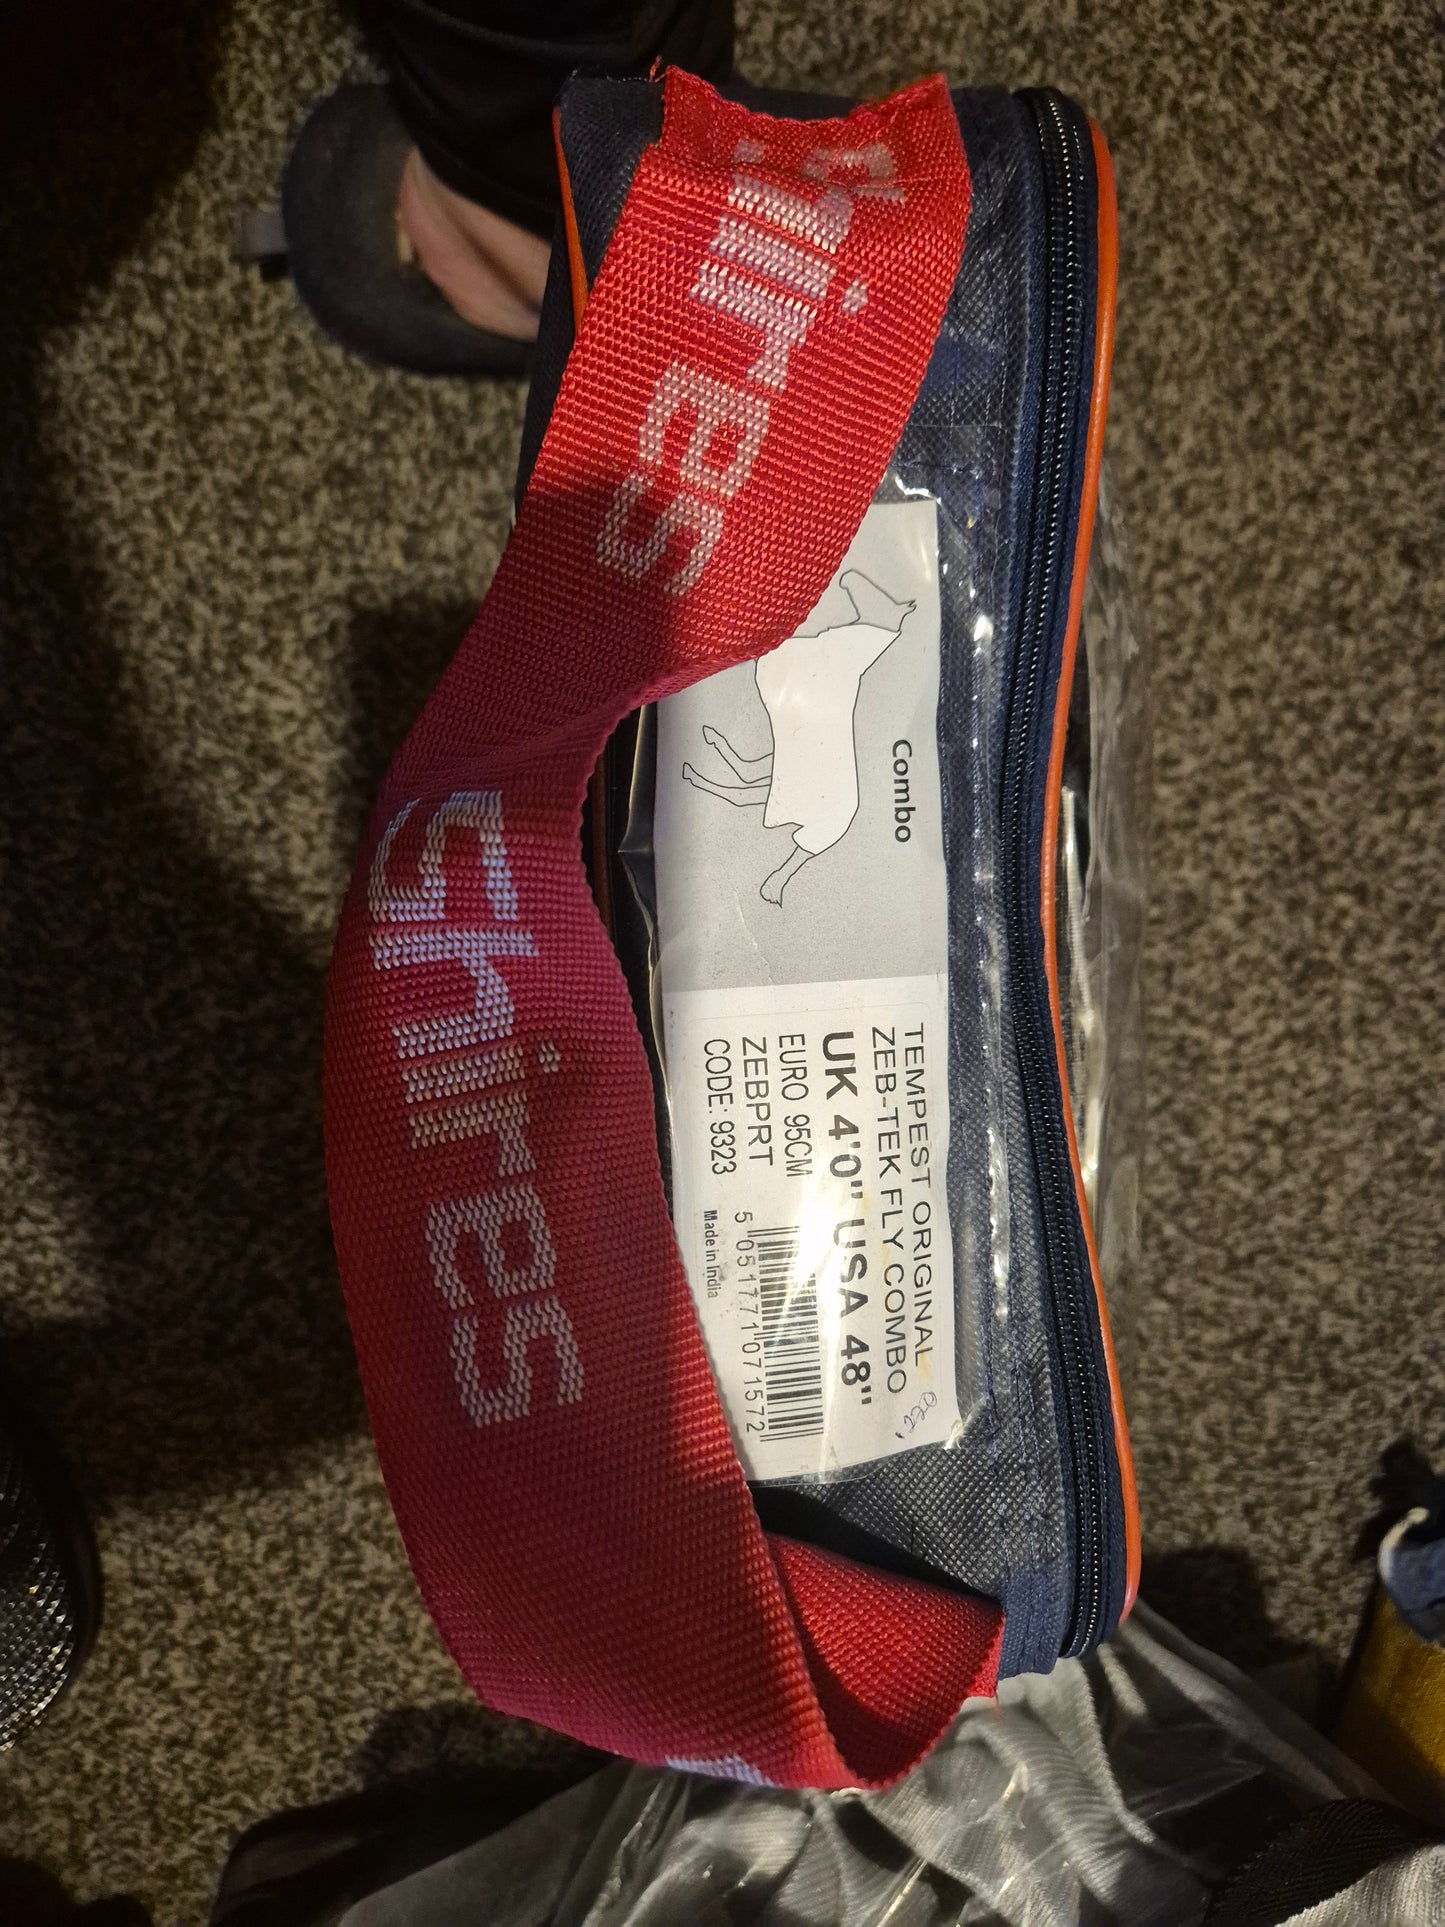 Shires
Shires
Combo
TEMPEST ORIGINAL
ZEB-TEK FLY COMBO
UK 4'0" USA 48"
EURO 95CM
ZEBPRT
CODE: 9323
5 051771 071572
Made in India